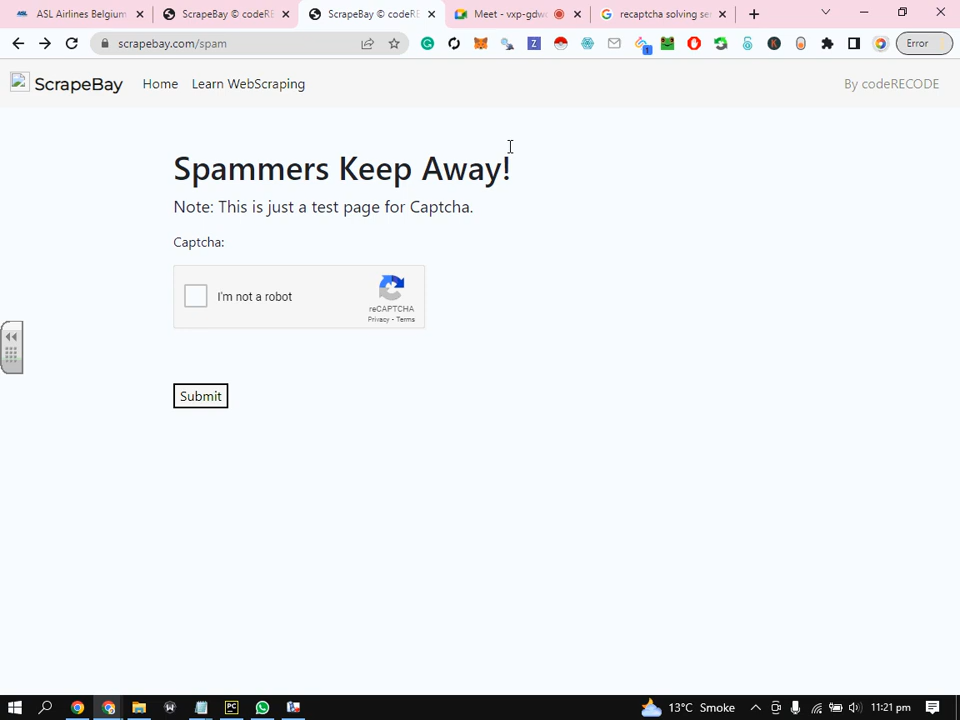 ASL Airlines Belgium
ScrapeBay © codeRE
ScrapeBay © codeRE
Meet - vxp-gdw
recaptcha solving se
scrapebay.com/spam
1
Error
ScrapeBay
Home
Learn WebScraping
By codeRECODE
Spammers Keep Away!
Note: This is just a test page for Captcha.
Captcha:
I'm not a robot
reCAPTCHA
Privacy - Terms
Submit
13°C Smoke
11:21 pm